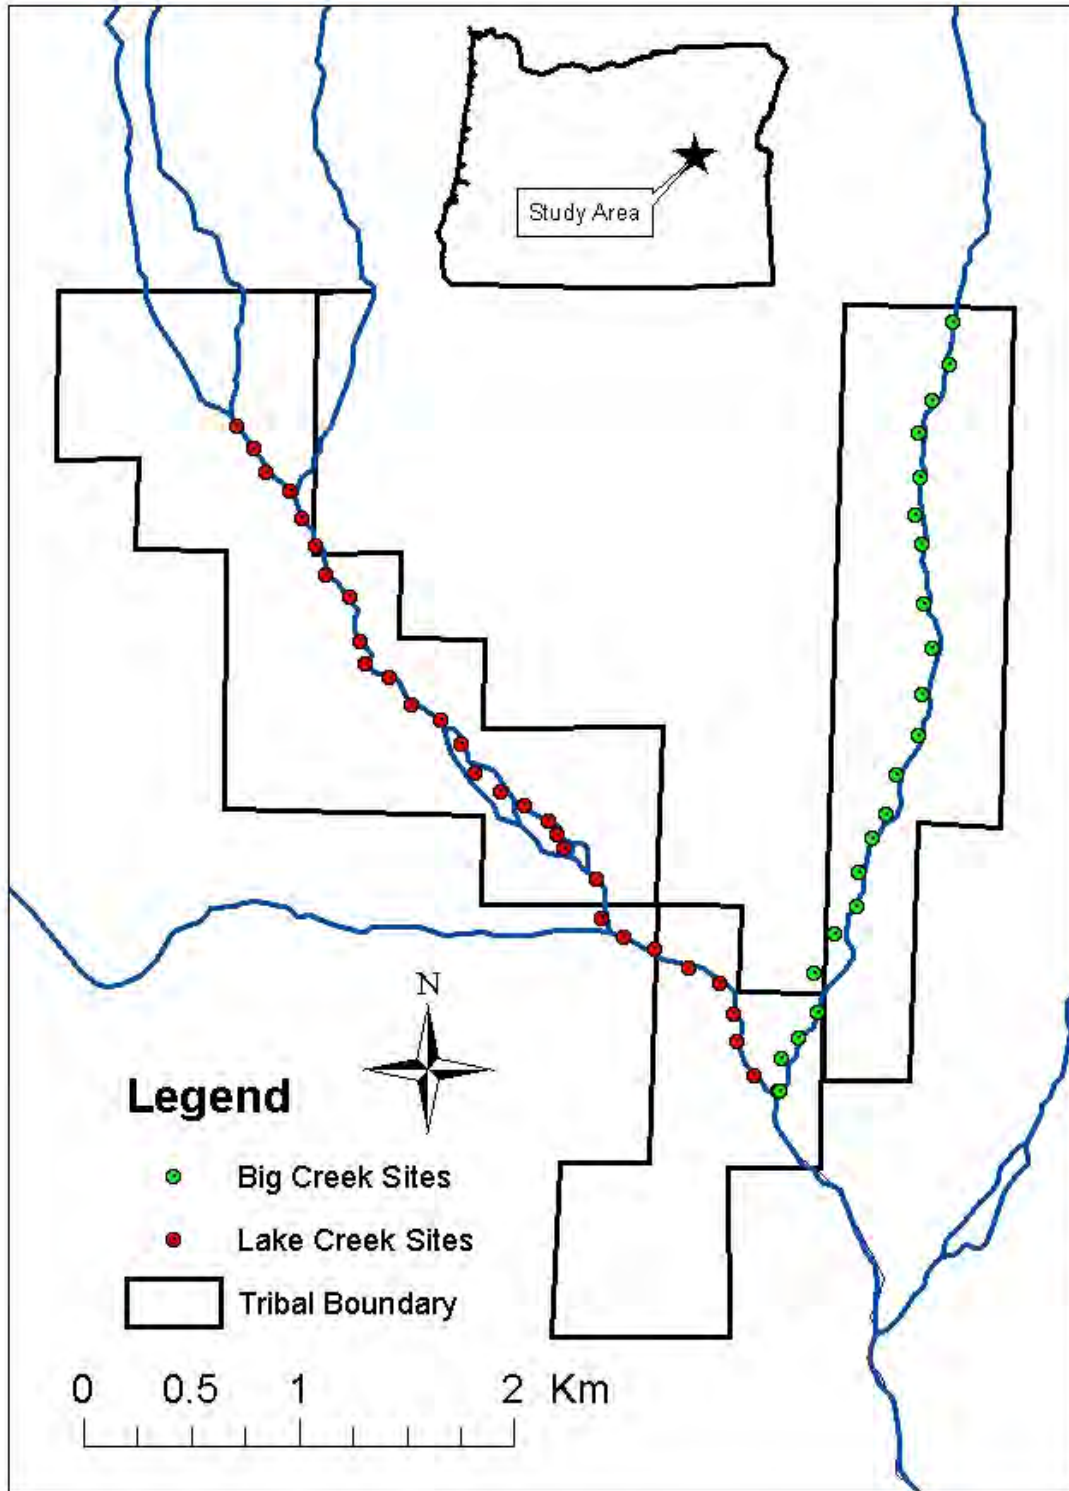 Study Area
N
Legend
Big Creek Sites
Lake Creek Sites
Tribal Boundary
0 0.5 1 2 Km